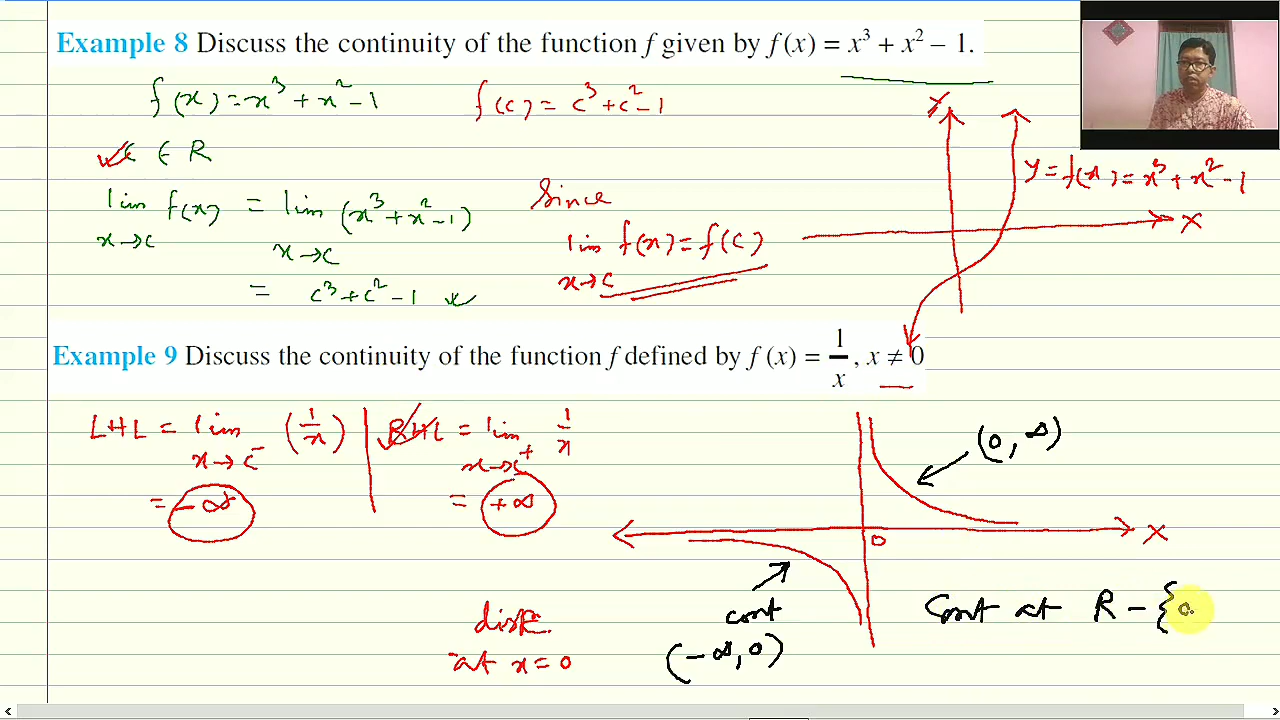 Example 8 Discuss the continuity of the function f given by f(x) = x³ + x² – 1.
f(x) = x³ + x² - 1
f(c) = c³ + c² - 1
c ∈ R
lim f(x) = lim (x³ + x² - 1)
x→c x→c
= c³ + c² - 1
Since
lim f(x) = f(c)
x→c
Y
y = f(x) = x³ + x² - 1
X
Example 9 Discuss the continuity of the function f defined by f (x) = 1/x , x ≠ 0
LHL = lim (1/x)
x→c⁻
= -∞
RHL = lim 1/x
= +∞
disc
at x = 0
(0, ∞)
X
0
cont
(-∞, 0)
Cont at R - {0